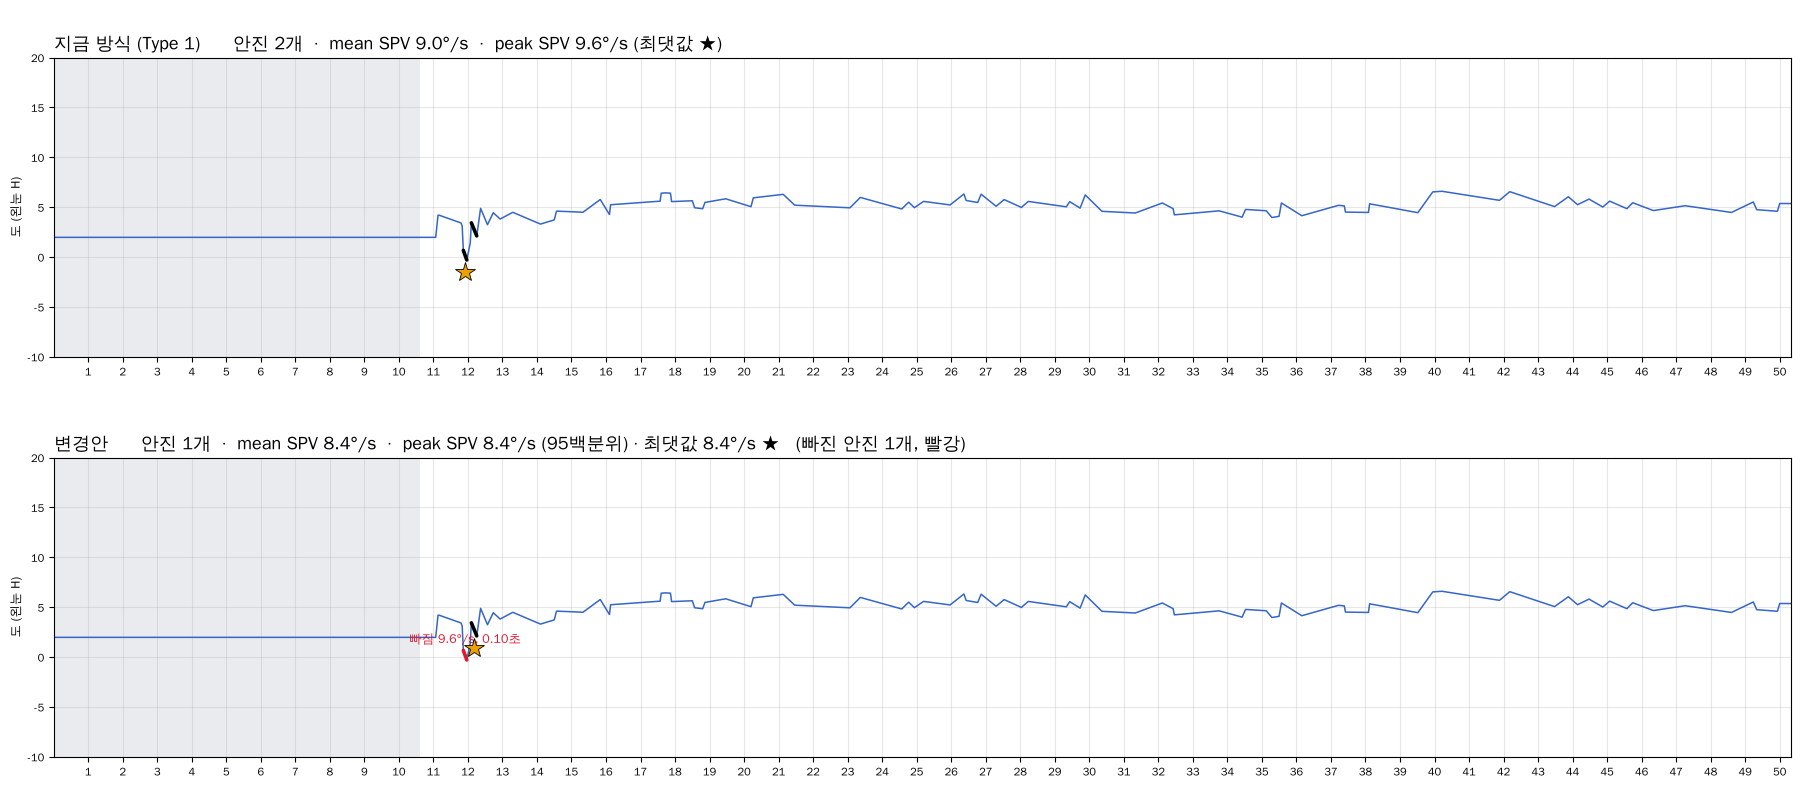 지금 방식 (Type 1) 안진 2개 · mean SPV 9.0°/s · peak SPV 9.6°/s (최댓값 ★)
20
15
10
5
0
-5
-10
도 (왼눈 H)
1 2 3 4 5 6 7 8 9 10 11 12 13 14 15 16 17 18 19 20 21 22 23 24 25 26 27 28 29 30 31 32 33 34 35 36 37 38 39 40 41 42 43 44 45 46 47 48 49 50
변경안 안진 1개 · mean SPV 8.4°/s · peak SPV 8.4°/s (95백분위) · 최댓값 8.4°/s ★ (빠진 안진 1개, 빨강)
20
15
10
5
0
-5
-10
도 (왼눈 H)
빠짐 9.6°/s, 0.10초
1 2 3 4 5 6 7 8 9 10 11 12 13 14 15 16 17 18 19 20 21 22 23 24 25 26 27 28 29 30 31 32 33 34 35 36 37 38 39 40 41 42 43 44 45 46 47 48 49 50